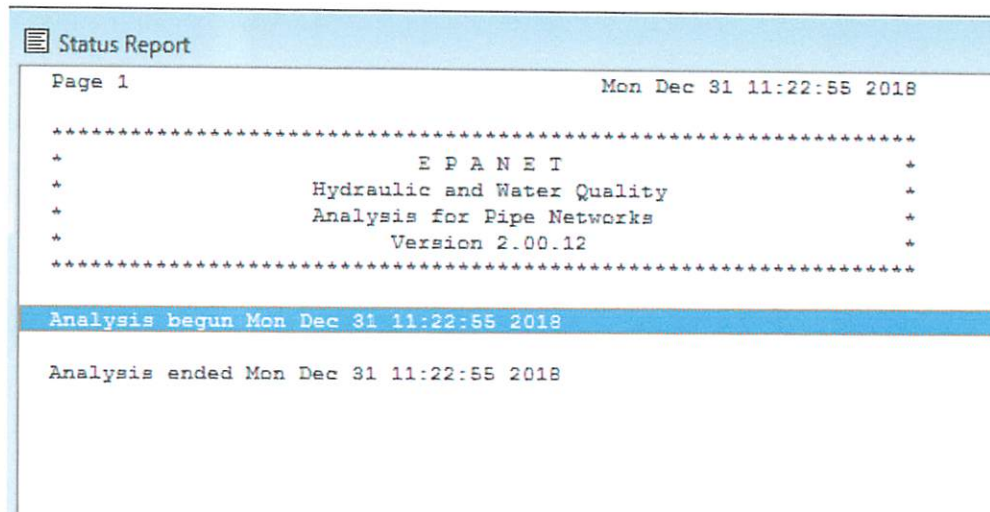 Status Report
Page 1 Mon Dec 31 11:22:55 2018
******************************************************************
* E P A N E T *
* Hydraulic and Water Quality *
* Analysis for Pipe Networks *
* Version 2.00.12 *
******************************************************************
Analysis begun Mon Dec 31 11:22:55 2018
Analysis ended Mon Dec 31 11:22:55 2018